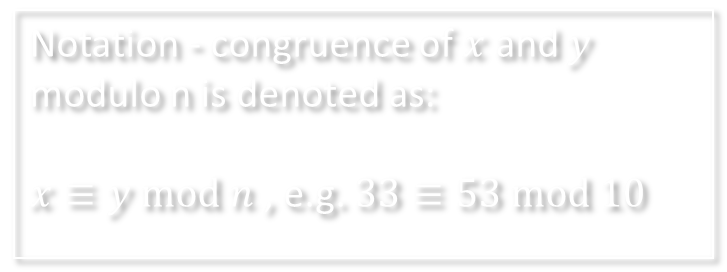 Notation - congruence of x and y
modulo n is denoted as:
x ≡ y mod n , e.g. 33 ≡ 53 mod 10